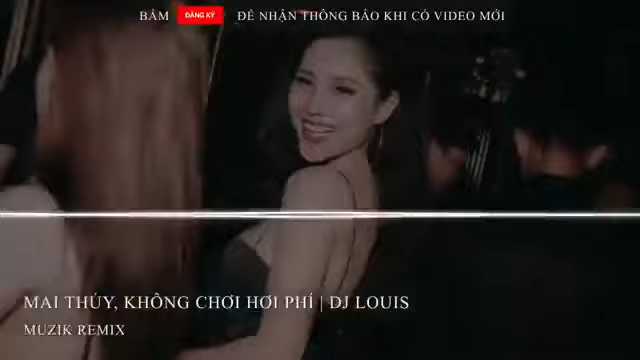 BẤM ĐĂNG KÝ ĐỂ NHẬN THÔNG BÁO KHI CÓ VIDEO MỚI
MAI THÚY, KHÔNG CHƠI HƠI PHÍ | DJ LOUIS
MUZIK REMIX